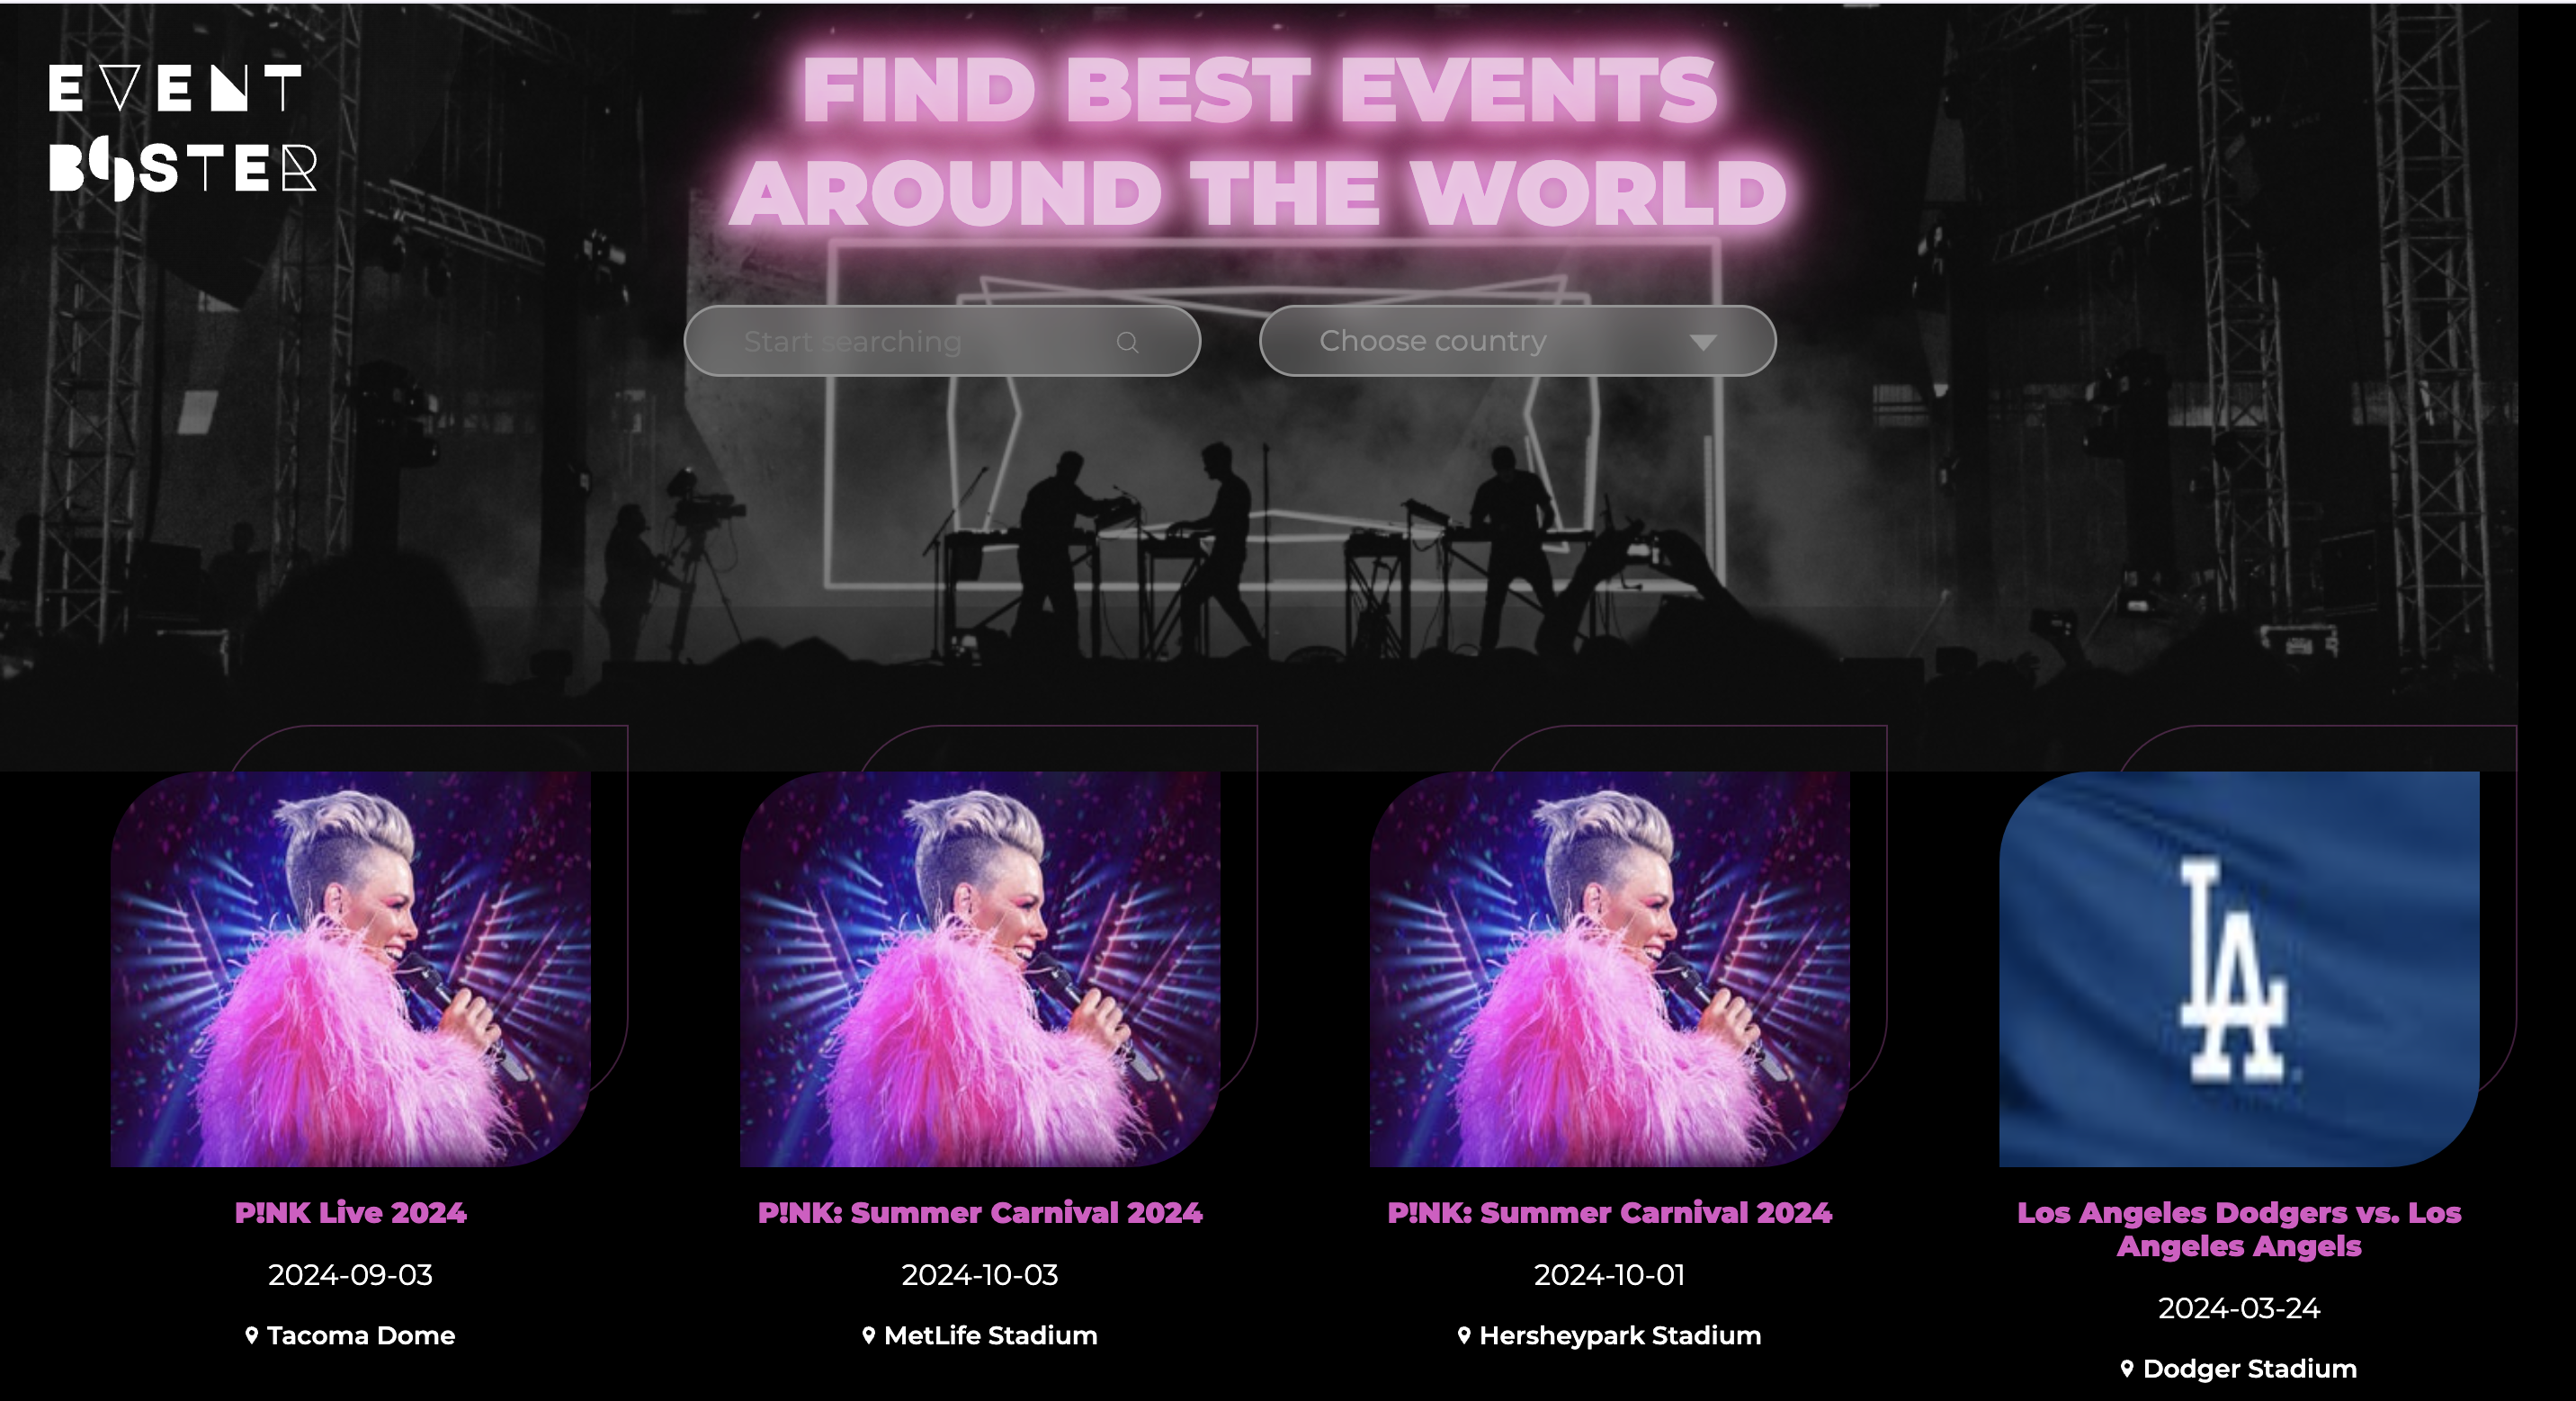 EVENT
BOOSTER
FIND BEST EVENTS
AROUND THE WORLD
Start searching
Choose country
LA
P!NK Live 2024
2024-09-03
Tacoma Dome
P!NK: Summer Carnival 2024
2024-10-03
MetLife Stadium
P!NK: Summer Carnival 2024
2024-10-01
Hersheypark Stadium
Los Angeles Dodgers vs. Los
Angeles Angels
2024-03-24
Dodger Stadium